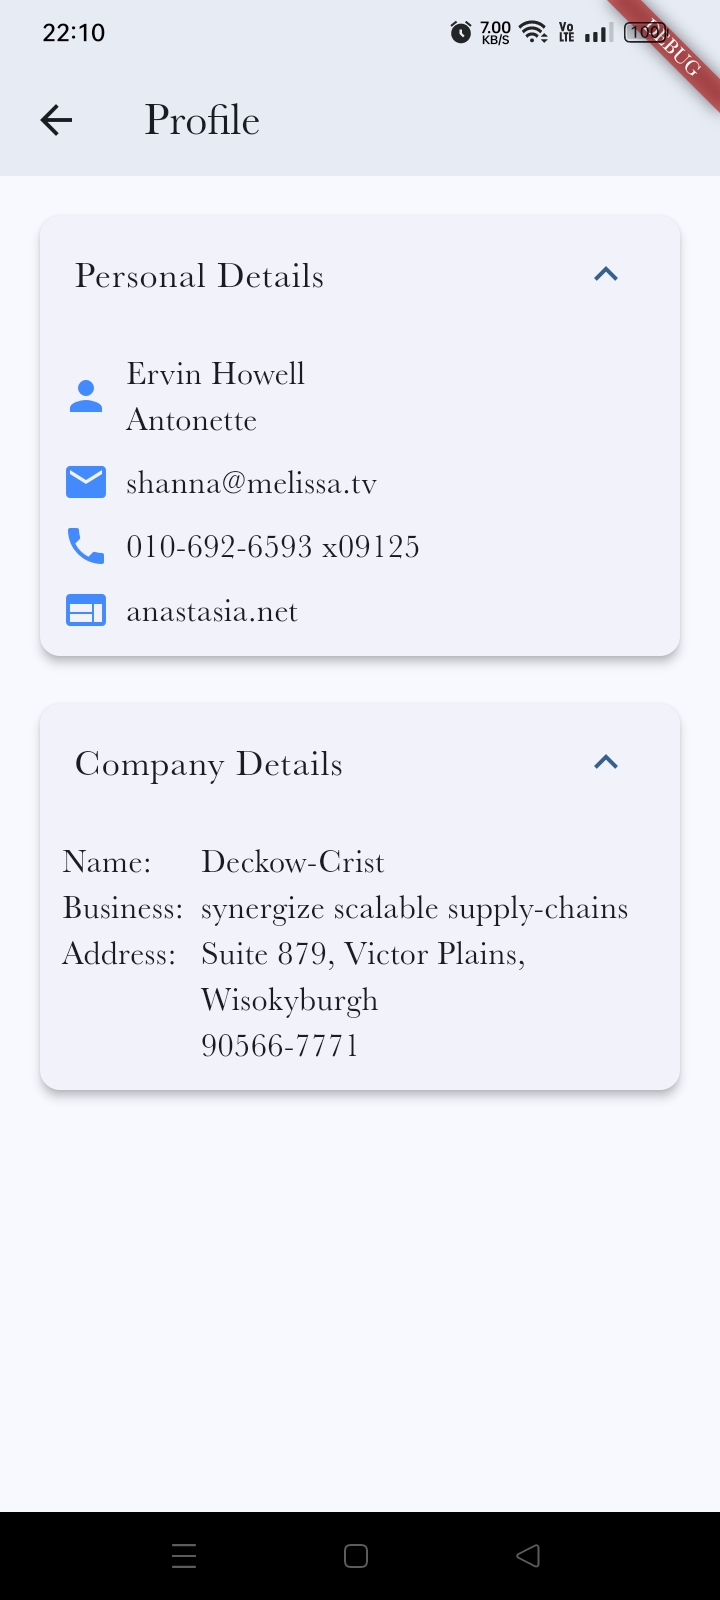 22:10
7.00
KB/S
Vo
LTE
100
DEBUG
Profile
Personal Details
Ervin Howell
Antonette
shanna@melissa.tv
010-692-6593 x09125
anastasia.net
Company Details
Name: Deckow-Crist
Business: synergize scalable supply-chains
Address: Suite 879, Victor Plains,
Wisokyburgh
90566-7771